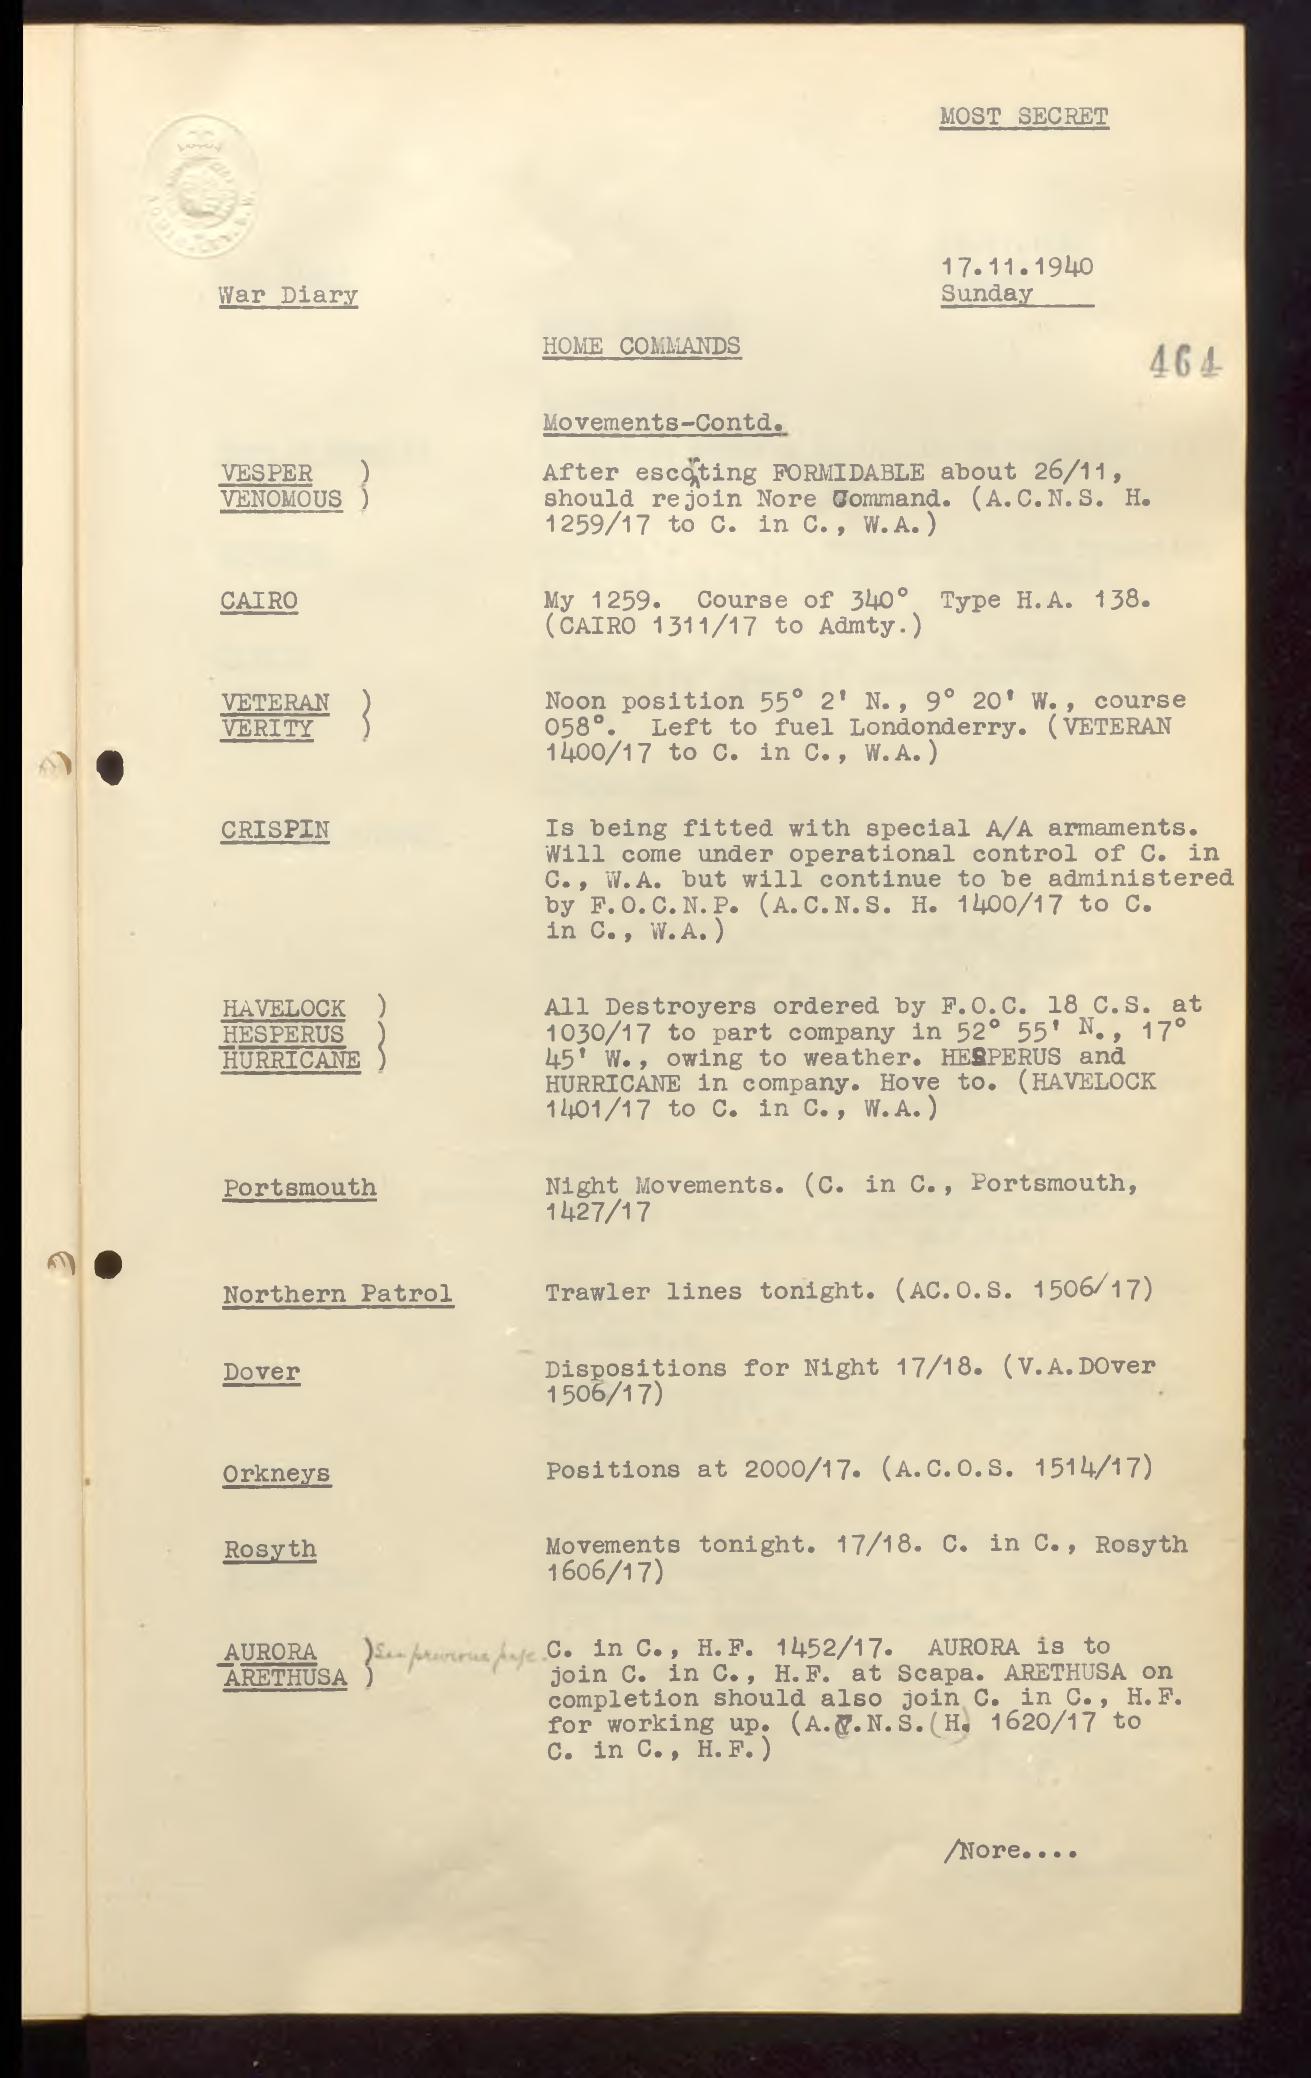 MOST SECRET
17.11.1940
War Diary
Sunday
HOME COMMANDS
464
Movements-Contd.
VESPER )
VENOMOUS )
After escorting FORMIDABLE about 26/11,
should rejoin Nore Command. (A.C.N.S. H.
1259/17 to C. in C., W.A.)
CAIRO
My 1259. Course of 340° Type H.A. 138.
(CAIRO 1311/17 to Admty.)
VETERAN )
VERITY )
Noon position 55° 2' N., 9° 20' W., course
058°. Left to fuel Londonderry. (VETERAN
1400/17 to C. in C., W.A.)
CRISPIN
Is being fitted with special A/A armaments.
Will come under operational control of C. in
C., W.A. but will continue to be administered
by F.O.C.N.P. (A.C.N.S. H. 1400/17 to C.
in C., W.A.)
HAVELOCK )
HESPERUS )
HURRICANE )
All Destroyers ordered by F.O.C. 18 C.S. at
1030/17 to part company in 52° 55' N., 17°
45' W., owing to weather. HESPERUS and
HURRICANE in company. Hove to. (HAVELOCK
1401/17 to C. in C., W.A.)
Portsmouth
Night Movements. (C. in C., Portsmouth,
1427/17
Northern Patrol
Trawler lines tonight. (AC.O.S. 1506/17)
Dover
Dispositions for Night 17/18. (V.A.DOver
1506/17)
Orkneys
Positions at 2000/17. (A.C.O.S. 1514/17)
Rosyth
Movements tonight. 17/18. C. in C., Rosyth
1606/17)
AURORA )
ARETHUSA )
See previous page.
C. in C., H.F. 1452/17. AURORA is to
join C. in C., H.F. at Scapa. ARETHUSA on
completion should also join C. in C., H.F.
for working up. (A.C.N.S.(H) 1620/17 to
C. in C., H.F.)
/Nore....